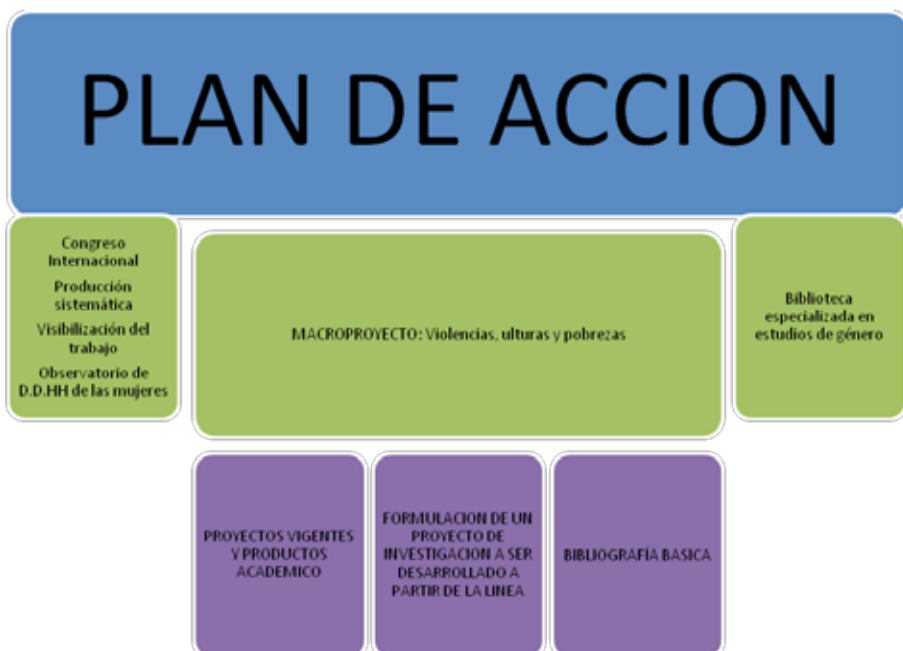 PLAN DE ACCION
Congreso
Internacional
Producción
sistemática
Visibilización del
trabajo
Observatorio de
D.D.HH de las mujeres
MACROPROYECTO: Violencias, ulturas y pobrezas
Biblioteca
especializada en
estudios de género
PROYECTOS VIGENTES
Y PRODUCTOS
ACADEMICO
FORMULACION DE UN
PROYECTO DE
INVESTIGACION A SER
DESARROLLADO A
PARTIR DE LA LINEA
BIBLIOGRAFÍA BASICA